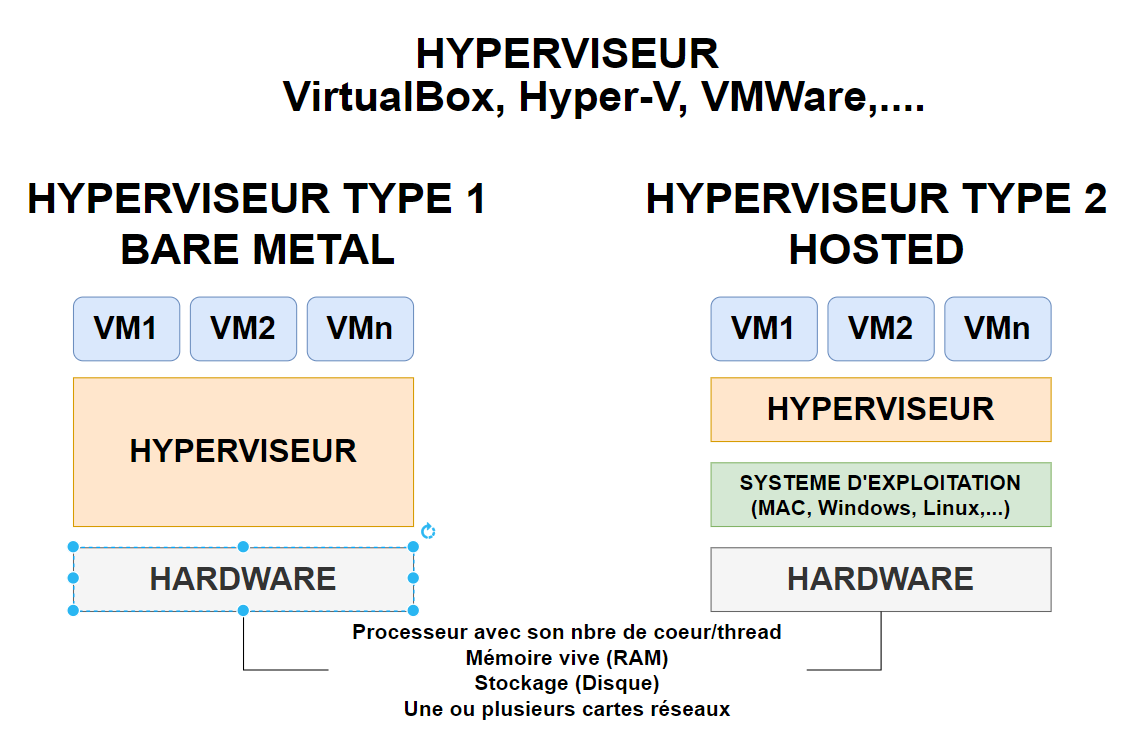 HYPERVISEUR
VirtualBox, Hyper-V, VMWare,....
HYPERVISEUR TYPE 1
BARE METAL
VM1
VM2
VMn
HYPERVISEUR
HARDWARE
HYPERVISEUR TYPE 2
HOSTED
VM1
VM2
VMn
HYPERVISEUR
SYSTEME D'EXPLOITATION
(MAC, Windows, Linux,...)
HARDWARE
Processeur avec son nbre de coeur/thread
Mémoire vive (RAM)
Stockage (Disque)
Une ou plusieurs cartes réseaux